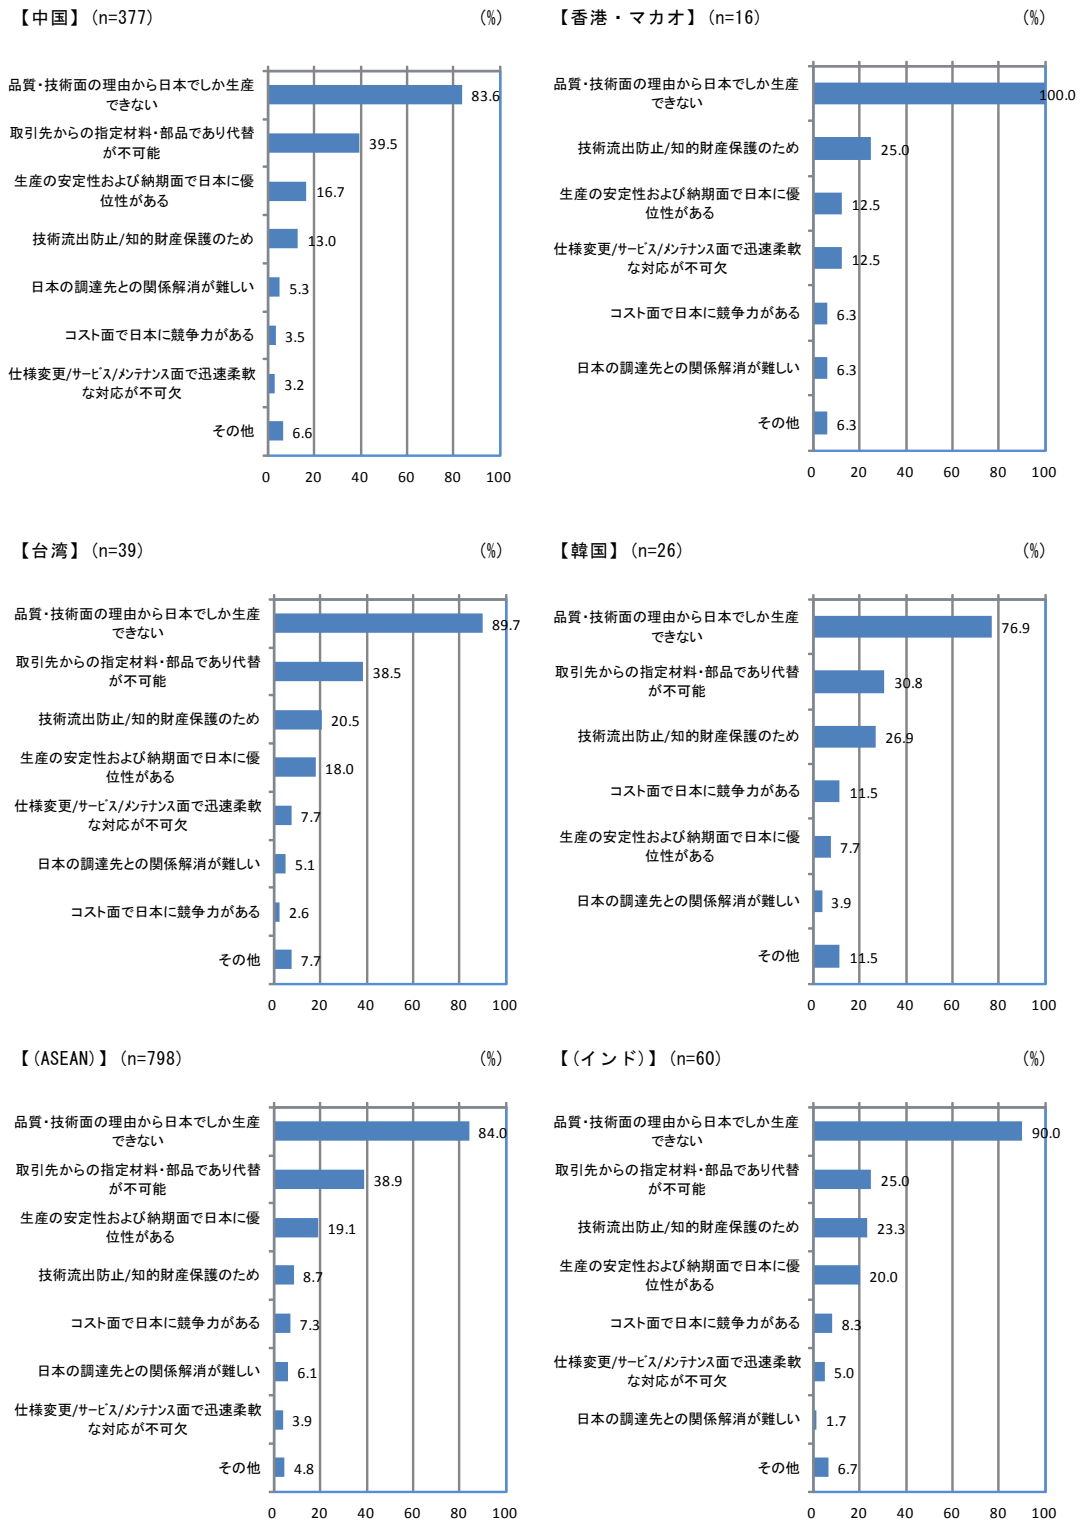 【中国】(n=377) (%)
品質・技術面の理由から日本でしか生産
できない
83.6
取引先からの指定材料・部品であり代替
が不可能
39.5
生産の安定性および納期面で日本に優
位性がある
16.7
技術流出防止/知的財産保護のため
13.0
日本の調達先との関係解消が難しい
5.3
コスト面で日本に競争力がある
3.5
仕様変更/ｻｰﾋﾞｽ/ﾒﾝﾃﾅﾝｽ面で迅速柔軟
な対応が不可欠
3.2
その他
6.6
0 20 40 60 80 100
【香港・マカオ】(n=16) (%)
品質・技術面の理由から日本でしか生産
できない
100.0
技術流出防止/知的財産保護のため
25.0
生産の安定性および納期面で日本に優
位性がある
12.5
仕様変更/ｻｰﾋﾞｽ/ﾒﾝﾃﾅﾝｽ面で迅速柔軟
な対応が不可欠
12.5
コスト面で日本に競争力がある
6.3
日本の調達先との関係解消が難しい
6.3
その他
6.3
0 20 40 60 80 100
【台湾】(n=39) (%)
品質・技術面の理由から日本でしか生産
できない
89.7
取引先からの指定材料・部品であり代替
が不可能
38.5
技術流出防止/知的財産保護のため
20.5
生産の安定性および納期面で日本に優
位性がある
18.0
仕様変更/ｻｰﾋﾞｽ/ﾒﾝﾃﾅﾝｽ面で迅速柔軟
な対応が不可欠
7.7
日本の調達先との関係解消が難しい
5.1
コスト面で日本に競争力がある
2.6
その他
7.7
0 20 40 60 80 100
【韓国】(n=26) (%)
品質・技術面の理由から日本でしか生産
できない
76.9
取引先からの指定材料・部品であり代替
が不可能
30.8
技術流出防止/知的財産保護のため
26.9
コスト面で日本に競争力がある
11.5
生産の安定性および納期面で日本に優
位性がある
7.7
日本の調達先との関係解消が難しい
3.9
その他
11.5
0 20 40 60 80 100
【(ASEAN)】(n=798) (%)
品質・技術面の理由から日本でしか生産
できない
84.0
取引先からの指定材料・部品であり代替
が不可能
38.9
生産の安定性および納期面で日本に優
位性がある
19.1
技術流出防止/知的財産保護のため
8.7
コスト面で日本に競争力がある
7.3
日本の調達先との関係解消が難しい
6.1
仕様変更/ｻｰﾋﾞｽ/ﾒﾝﾃﾅﾝｽ面で迅速柔軟
な対応が不可欠
3.9
その他
4.8
0 20 40 60 80 100
【(インド)】(n=60) (%)
品質・技術面の理由から日本でしか生産
できない
90.0
取引先からの指定材料・部品であり代替
が不可能
25.0
技術流出防止/知的財産保護のため
23.3
生産の安定性および納期面で日本に優
位性がある
20.0
コスト面で日本に競争力がある
8.3
仕様変更/ｻｰﾋﾞｽ/ﾒﾝﾃﾅﾝｽ面で迅速柔軟
な対応が不可欠
5.0
日本の調達先との関係解消が難しい
1.7
その他
6.7
0 20 40 60 80 100